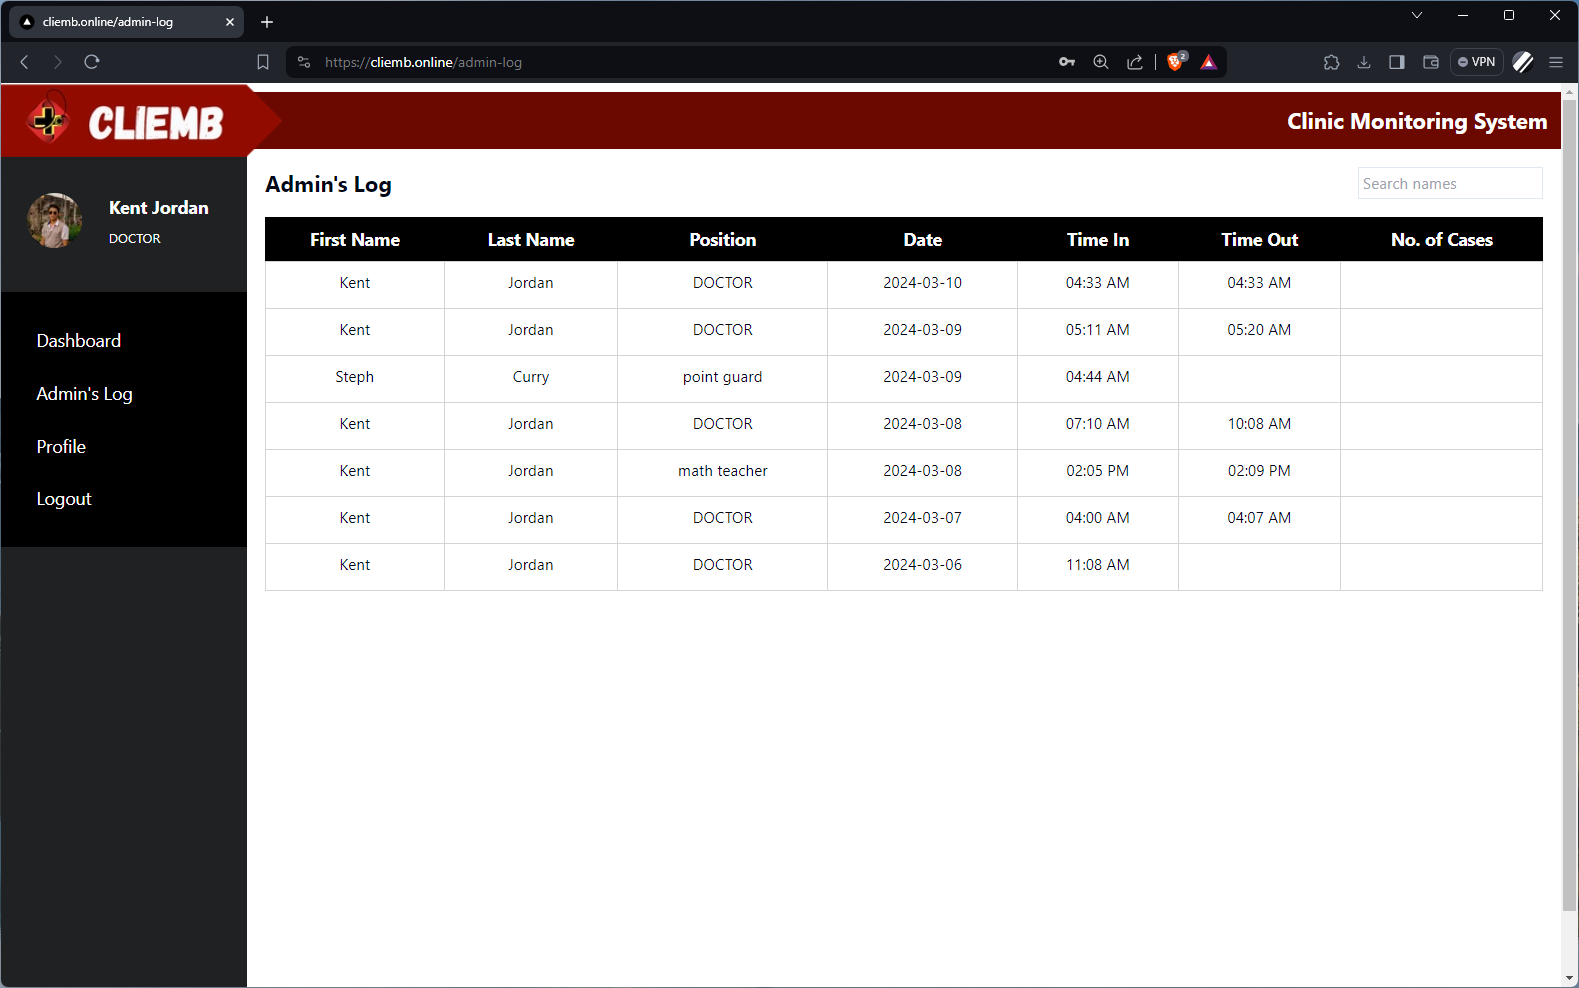 cliemb.online/admin-log
https://cliemb.online/admin-log
2
VPN
CLIEMB
Clinic Monitoring System
Kent Jordan
DOCTOR
Dashboard
Admin's Log
Profile
Logout
Admin's Log
Search names
First Name Last Name Position Date Time In Time Out No. of Cases
Kent Jordan DOCTOR 2024-03-10 04:33 AM 04:33 AM
Kent Jordan DOCTOR 2024-03-09 05:11 AM 05:20 AM
Steph Curry point guard 2024-03-09 04:44 AM
Kent Jordan DOCTOR 2024-03-08 07:10 AM 10:08 AM
Kent Jordan math teacher 2024-03-08 02:05 PM 02:09 PM
Kent Jordan DOCTOR 2024-03-07 04:00 AM 04:07 AM
Kent Jordan DOCTOR 2024-03-06 11:08 AM